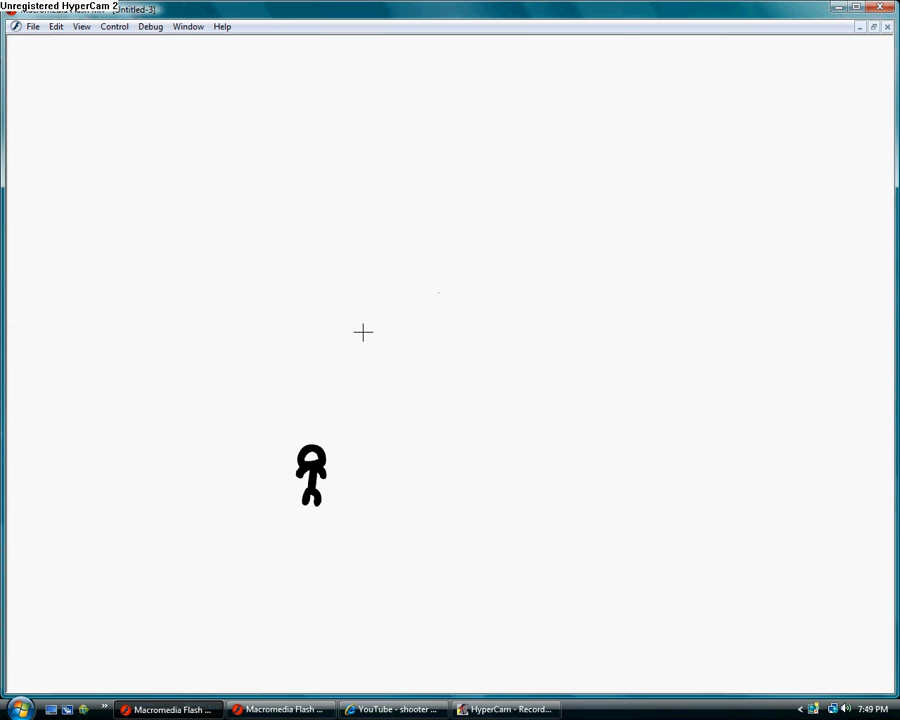 Unregistered HyperCam 2
[Untitled-3]
File Edit View Control Debug Window Help
Macromedia Flash ... Macromedia Flash ... YouTube - shooter ... HyperCam - Record... 7:49 PM